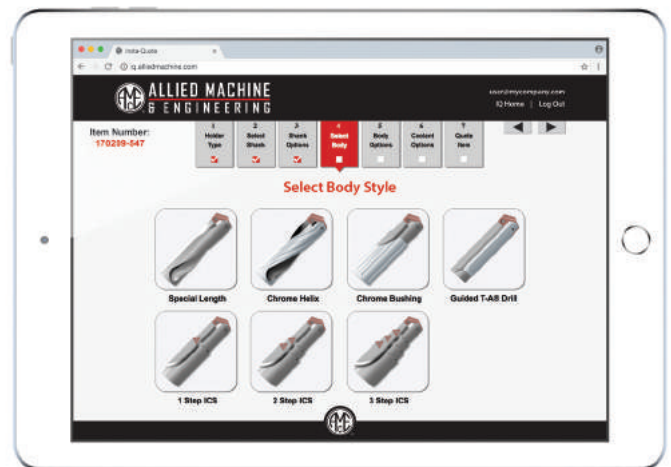 Insta-Quote
iq.alliedmachine.com
ALLIED MACHINE
& ENGINEERING
user@mycompany.com
IQ Home | Log Out
Item Number:
170209-547
1 Holder Type
2 Select Shank
3 Shank Options
4 Select Body
5 Body Options
6 Coolant Options
7 Quote Item
Select Body Style
Special Length
Chrome Helix
Chrome Bushing
Guided T-A® Drill
1 Step ICS
2 Step ICS
3 Step ICS